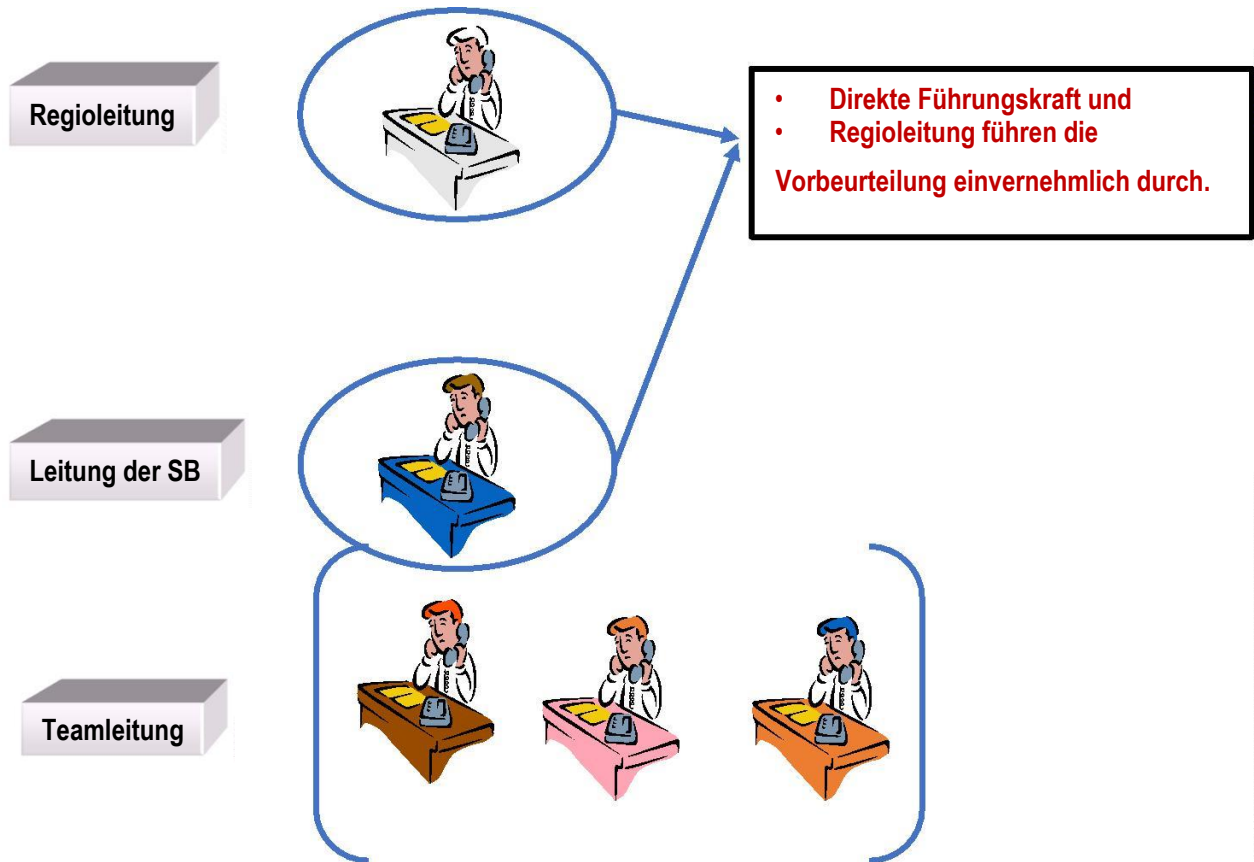 Regioleitung
• Direkte Führungskraft und
• Regioleitung führen die
Vorbeurteilung einvernehmlich durch.
Leitung der SB
Teamleitung